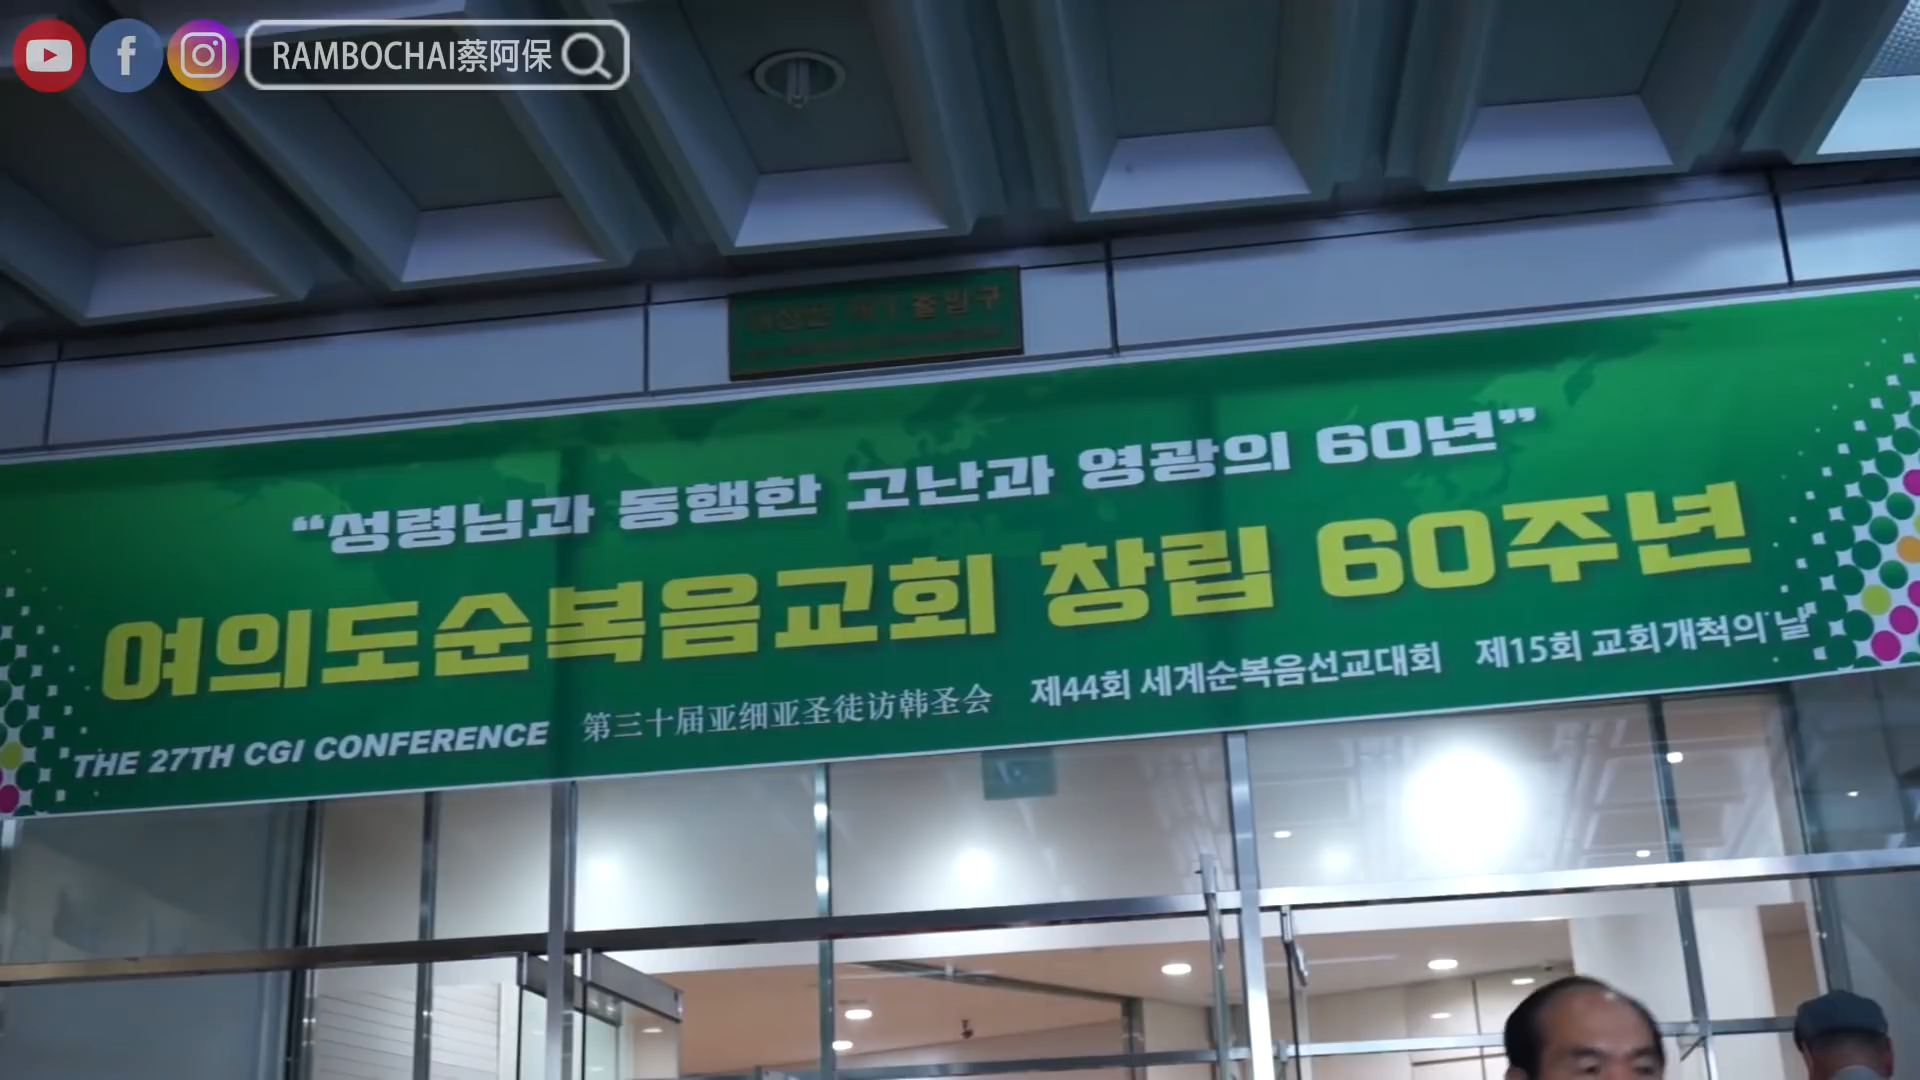 RAMBOCHAI蔡阿保
출입구
“성령님과 동행한 고난과 영광의 60년”
여의도순복음교회 창립 60주년
THE 27TH CGI CONFERENCE 第三十届亚细亚圣徒访韩圣会 제44회 세계순복음선교대회 제15회 교회개척의 날